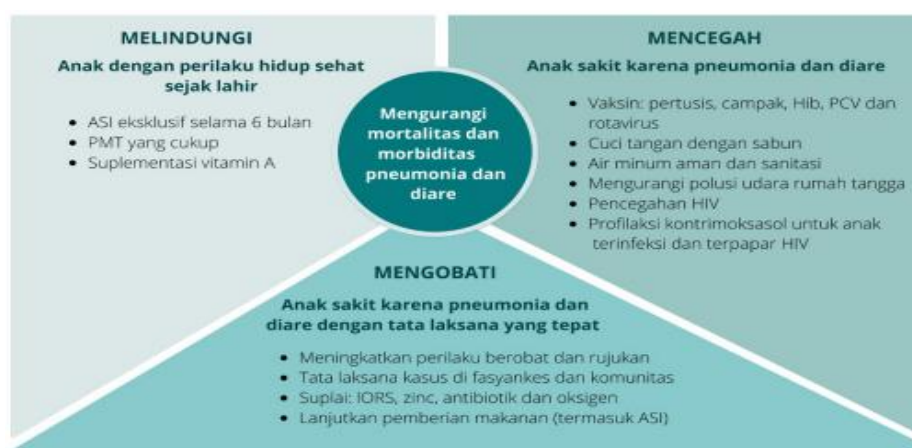 MELINDUNGI
Anak dengan perilaku hidup sehat
sejak lahir
• ASI eksklusif selama 6 bulan
• PMT yang cukup
• Suplementasi vitamin A
Mengurangi
mortalitas dan
morbiditas
pneumonia dan
diare
MENCEGAH
Anak sakit karena pneumonia dan diare
• Vaksin: pertusis, campak, Hib, PCV dan
rotavirus
• Cuci tangan dengan sabun
• Air minum aman dan sanitasi
• Mengurangi polusi udara rumah tangga
• Pencegahan HIV
• Profilaksi kontrimoksasol untuk anak
terinfeksi dan terpapar HIV
MENGOBATI
Anak sakit karena pneumonia dan
diare dengan tata laksana yang tepat
• Meningkatkan perilaku berobat dan rujukan
• Tata laksana kasus di fasyankes dan komunitas
• Suplai: lORS, zinc, antibiotik dan oksigen
• Lanjutkan pemberian makanan (termasuk ASI)